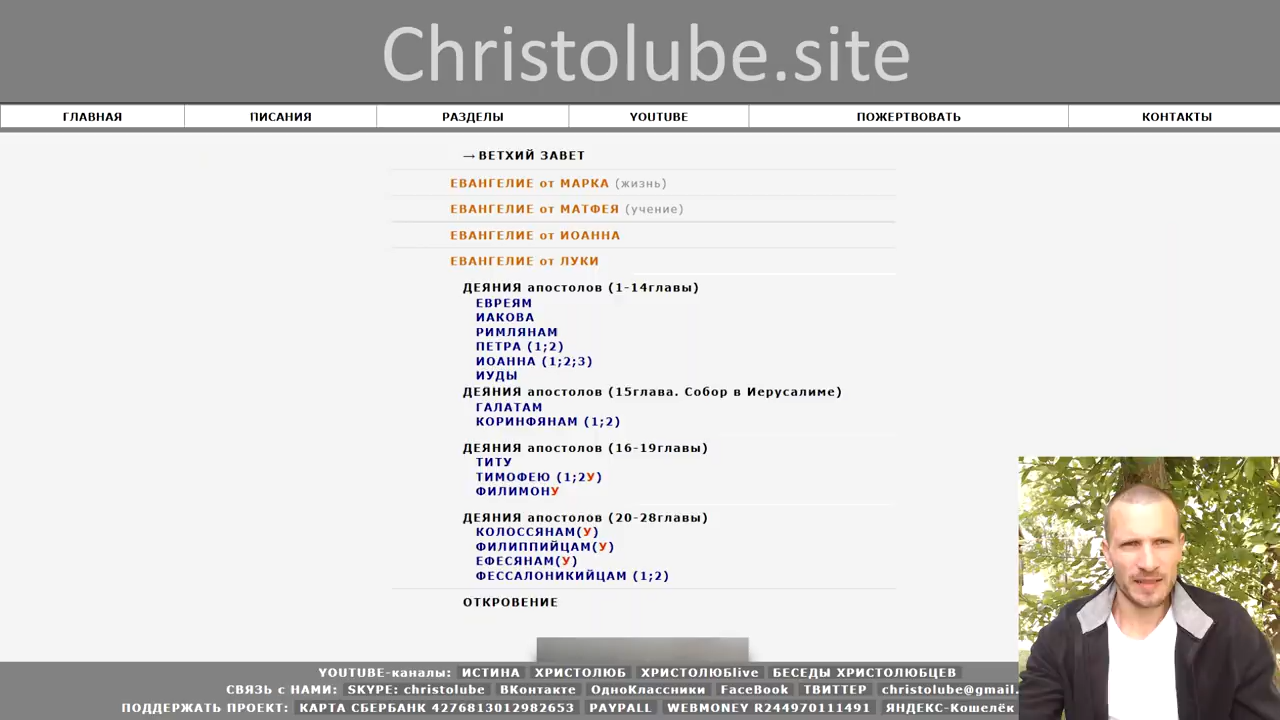 Christolube.site
ГЛАВНАЯ ПИСАНИЯ РАЗДЕЛЫ YOUTUBE ПОЖЕРТВОВАТЬ КОНТАКТЫ
→ ВЕТХИЙ ЗАВЕТ
ЕВАНГЕЛИЕ от МАРКА (жизнь)
ЕВАНГЕЛИЕ от МАТФЕЯ (учение)
ЕВАНГЕЛИЕ от ИОАННА
ЕВАНГЕЛИЕ от ЛУКИ
ДЕЯНИЯ апостолов (1-14главы)
ЕВРЕЯМ
ИАКОВА
РИМЛЯНАМ
ПЕТРА (1;2)
ИОАННА (1;2;3)
ИУДЫ
ДЕЯНИЯ апостолов (15глава. Собор в Иерусалиме)
ГАЛАТАМ
КОРИНФЯНАМ (1;2)
ДЕЯНИЯ апостолов (16-19главы)
ТИТУ
ТИМОФЕЮ (1;2У)
ФИЛИМОНУ
ДЕЯНИЯ апостолов (20-28главы)
КОЛОССЯНАМ(У)
ФИЛИППИЙЦАМ(У)
ЕФЕСЯНАМ(У)
ФЕССАЛОНИКИЙЦАМ (1;2)
ОТКРОВЕНИЕ
YOUTUBE-каналы: ИСТИНА ХРИСТОЛЮБ ХРИСТОЛЮБlive БЕСЕДЫ ХРИСТОЛЮБЦЕВ
СВЯЗЬ с НАМИ: SKYPE: christolube ВКонтакте ОдноКлассники FaceBook ТВИТТЕР christolube@gmail.
ПОДДЕРЖАТЬ ПРОЕКТ: КАРТА СБЕРБАНК 4276813012982653 PAYPALL WEBMONEY R244970111491 ЯНДЕКС-Кошелёк